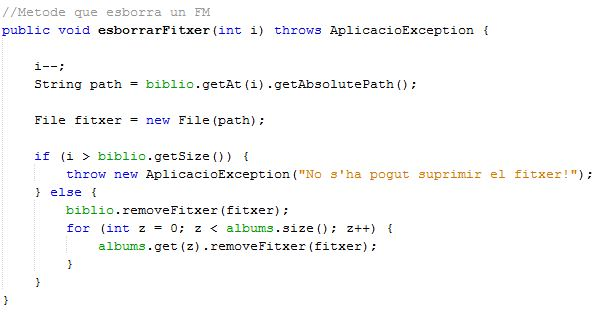 //Metode que esborra un FM
public void esborrarFitxer(int i) throws AplicacioException {
i--;
String path = biblio.getAt(i).getAbsolutePath();
File fitxer = new File(path);
if (i > biblio.getSize()) {
throw new AplicacioException("No s'ha pogut suprimir el fitxer!");
} else {
biblio.removeFitxer(fitxer);
for (int z = 0; z < albums.size(); z++) {
albums.get(z).removeFitxer(fitxer);
}
}
}